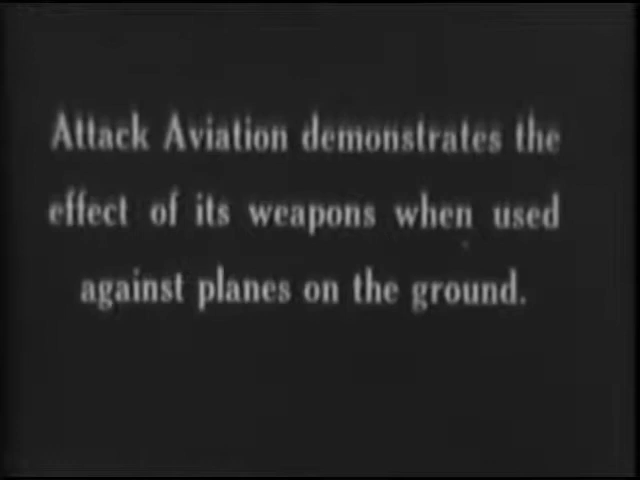 Attack Aviation demonstrates the
effect of its weapons when used
against planes on the ground.